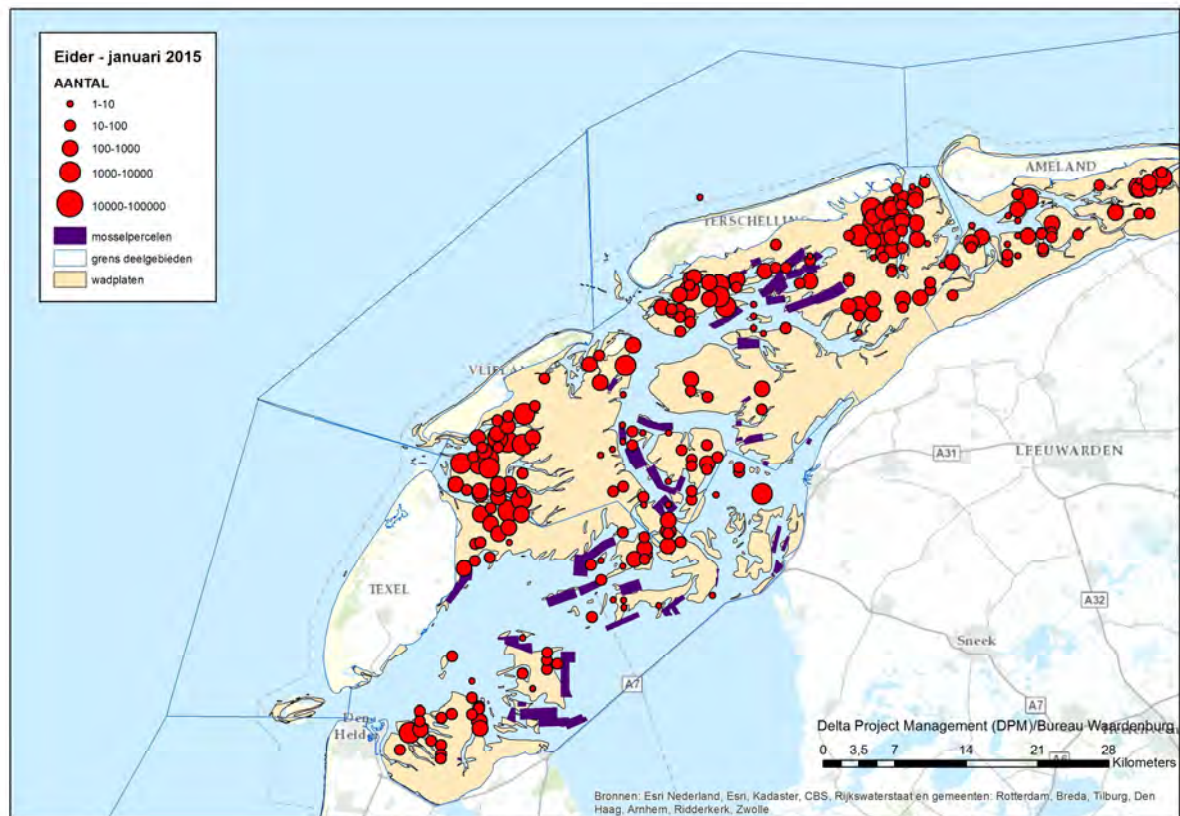 Eider - januari 2015
AANTAL
1-10
10-100
100-1000
1000-10000
10000-100000
mosselpercelen
grens deelgebieden
wadplaten
AMELAND
TERSCHELLING
VLIELAN
A31
LEEUWARDEN
TEXEL
A32
Sneek
A7
A7
Den
Held
Delta Project Management (DPM)/Bureau Waardenburg
0 3,5 7 14 21 28
Kilometers
A6
Bronnen: Esri Nederland, Esri, Kadaster, CBS, Rijkswaterstaat en gemeenten: Rotterdam, Breda, Tilburg, Den
Haag, Arnhem, Ridderkerk, Zwolle